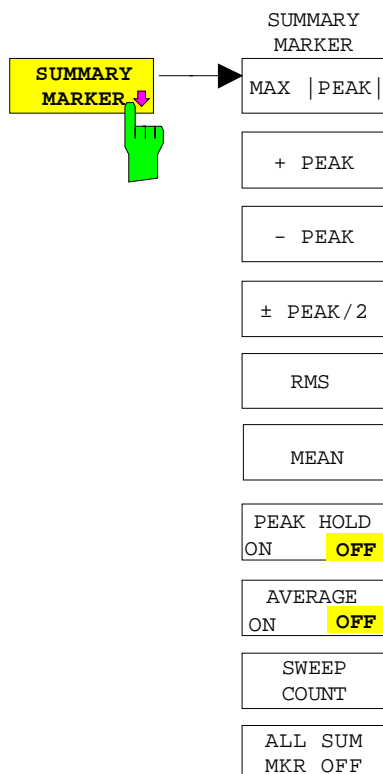 SUMMARY
MARKER
SUMMARY
MARKER
MAX |PEAK|
+ PEAK
- PEAK
± PEAK/2
RMS
MEAN
PEAK HOLD
ON OFF
AVERAGE
ON OFF
SWEEP
COUNT
ALL SUM
MKR OFF